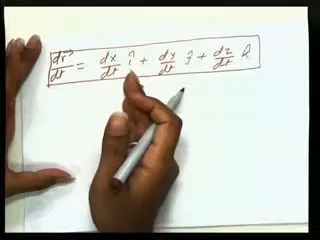 dr⃗/dt = dx/dt î + dy/dt ĵ + dz/dt k̂